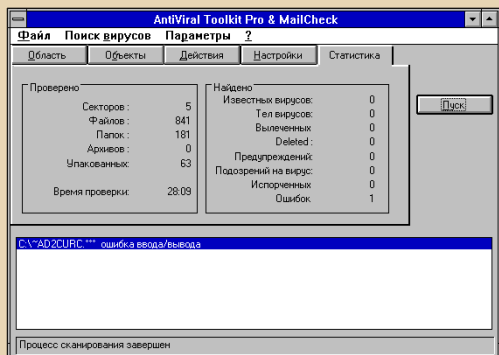 AntiViral Toolkit Pro & MailCheck
Файл Поиск вирусов Параметры ?
Область Объекты Действия Настройки Статистика
Проверено
Секторов : 5
Файлов : 841
Папок : 181
Архивов : 0
Упакованных: 63
Время проверки: 28:09
Найдено
Известных вирусов: 0
Тел вирусов: 0
Вылеченных 0
Deleted : 0
Предупреждений: 0
Подозрений на вирус: 0
Испорченных 0
Ошибок 1
Пуск
C:\~AD2CURC.*** ошибка ввода/вывода
Процесс сканирования завершен